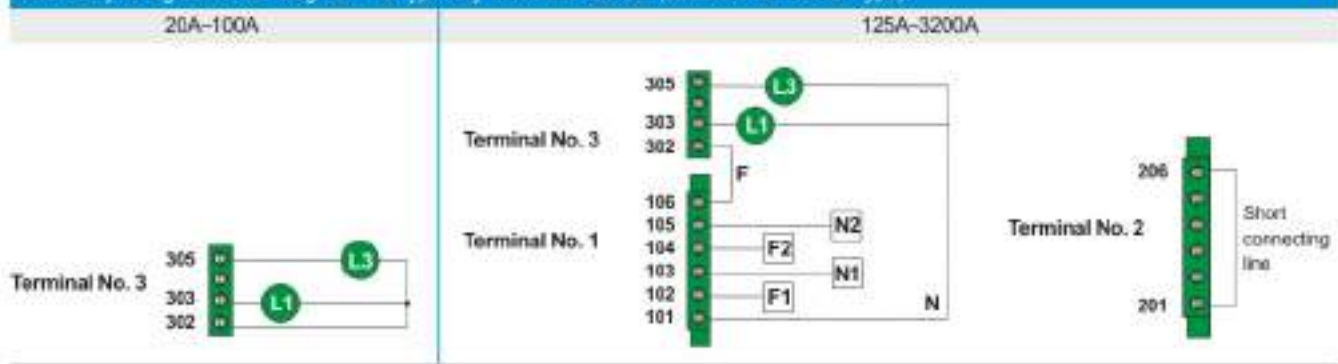 20A–100A
125A–3200A
305
L3
Terminal No. 3
303
L1
302
305
L3
303
L1
Terminal No. 3
302
F
106
105
N2
Terminal No. 1
104
F2
103
N1
102
F1
101
N
206
Terminal No. 2
Short
connecting
line
201